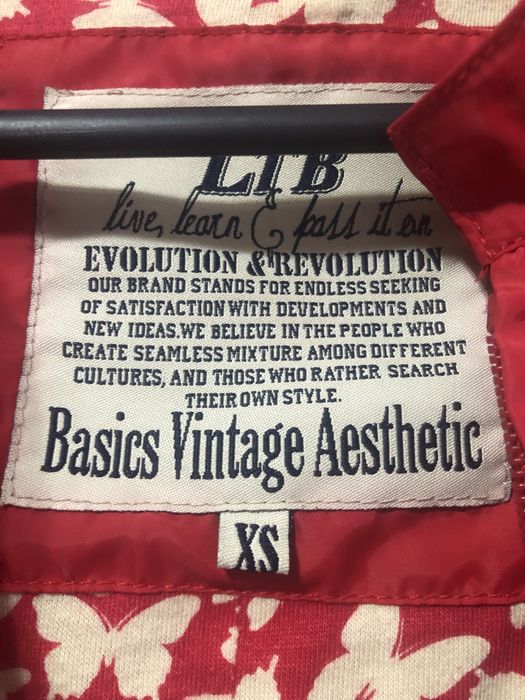 LTB
live, learn & pass it on
EVOLUTION & REVOLUTION
OUR BRAND STANDS FOR ENDLESS SEEKING
OF SATISFACTION WITH DEVELOPMENTS AND
NEW IDEAS.WE BELIEVE IN THE PEOPLE WHO
CREATE SEAMLESS MIXTURE AMONG DIFFERENT
CULTURES, AND THOSE WHO RATHER SEARCH
THEIR OWN STYLE.
Basics Vintage Aesthetic
XS